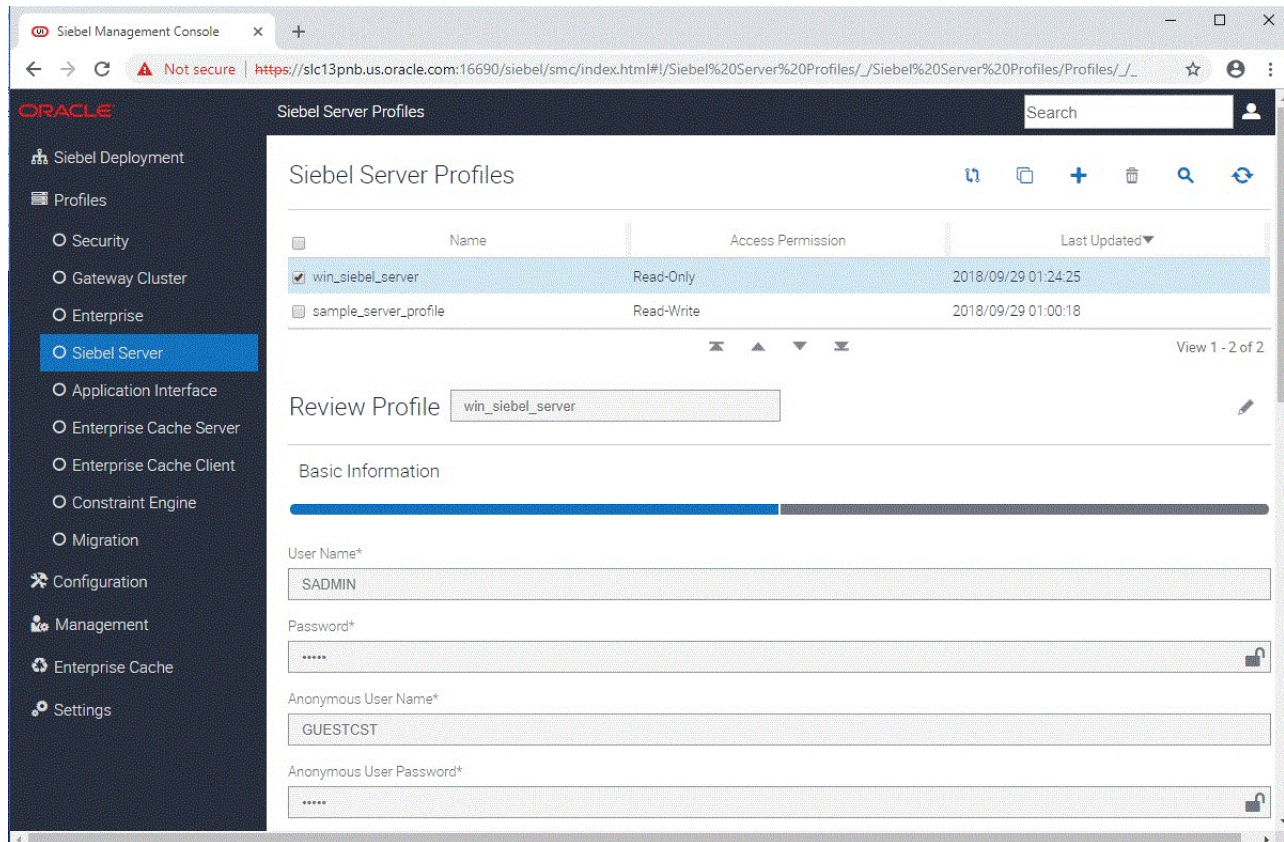 Siebel Management Console
Not secure https://slc13pnb.us.oracle.com:16690/siebel/smc/index.html#!/Siebel%20Server%20Profiles/_/Siebel%20Server%20Profiles/Profiles/_/_
ORACLE
Siebel Server Profiles
Search
Siebel Deployment
Profiles
Security
Gateway Cluster
Enterprise
Siebel Server
Application Interface
Enterprise Cache Server
Enterprise Cache Client
Constraint Engine
Migration
Configuration
Management
Enterprise Cache
Settings
Siebel Server Profiles
Name Access Permission Last Updated
win_siebel_server Read-Only 2018/09/29 01:24:25
sample_server_profile Read-Write 2018/09/29 01:00:18
View 1 - 2 of 2
Review Profile win_siebel_server
Basic Information
User Name*
SADMIN
Password*
•••••
Anonymous User Name*
GUESTCST
Anonymous User Password*
•••••